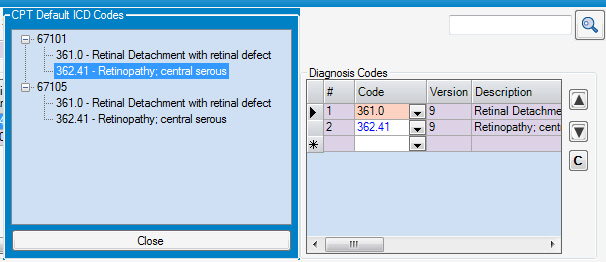 CPT Default ICD Codes
67101
361.0 - Retinal Detachment with retinal defect
362.41 - Retinopathy; central serous
67105
361.0 - Retinal Detachment with retinal defect
362.41 - Retinopathy; central serous
Close
Diagnosis Codes
# Code Version Description
1 361.0 9 Retinal Detachme
2 362.41 9 Retinopathy; cent
C